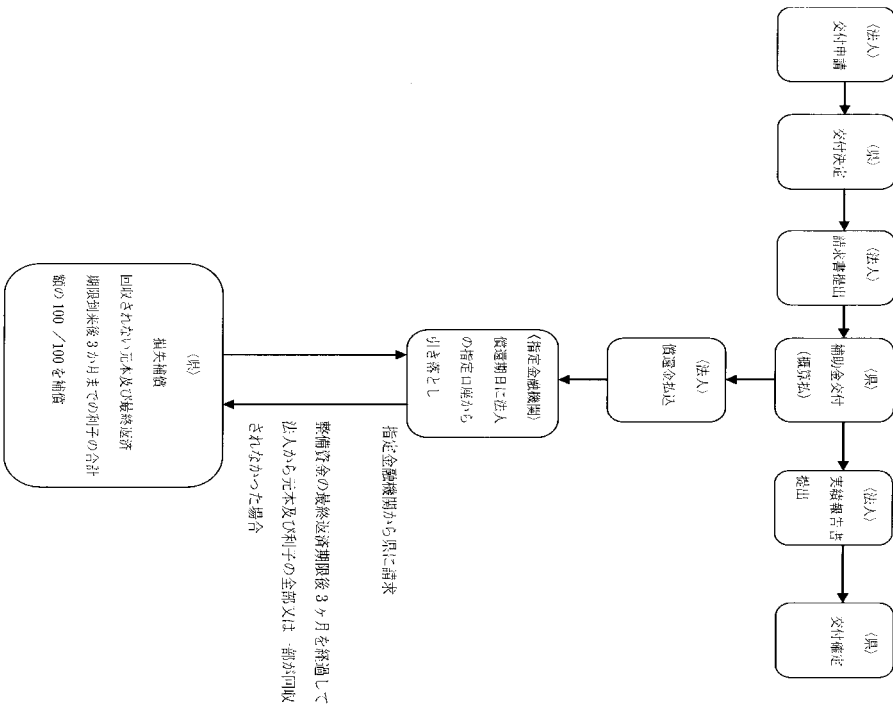 (法人)
交付申請
(県)
交付決定
(法人)
請求書提出
(県)
補助金交付
(概算払)
(法人)
実績報告書
提出
(県)
交付確定
(法人)
償還金払込
(指定金融機関)
償還期日に法人
の指定口座から
引き落とし
指定金融機関から県に請求
整備資金の最終返済期限後3ヶ月を経過して
法人から元本及び利子の全部又は一部が回収
されなかった場合
(県)
損失補償
回収されない元本及び最終返済
期限到来後3か月までの利子の合計
額の100/100を補償